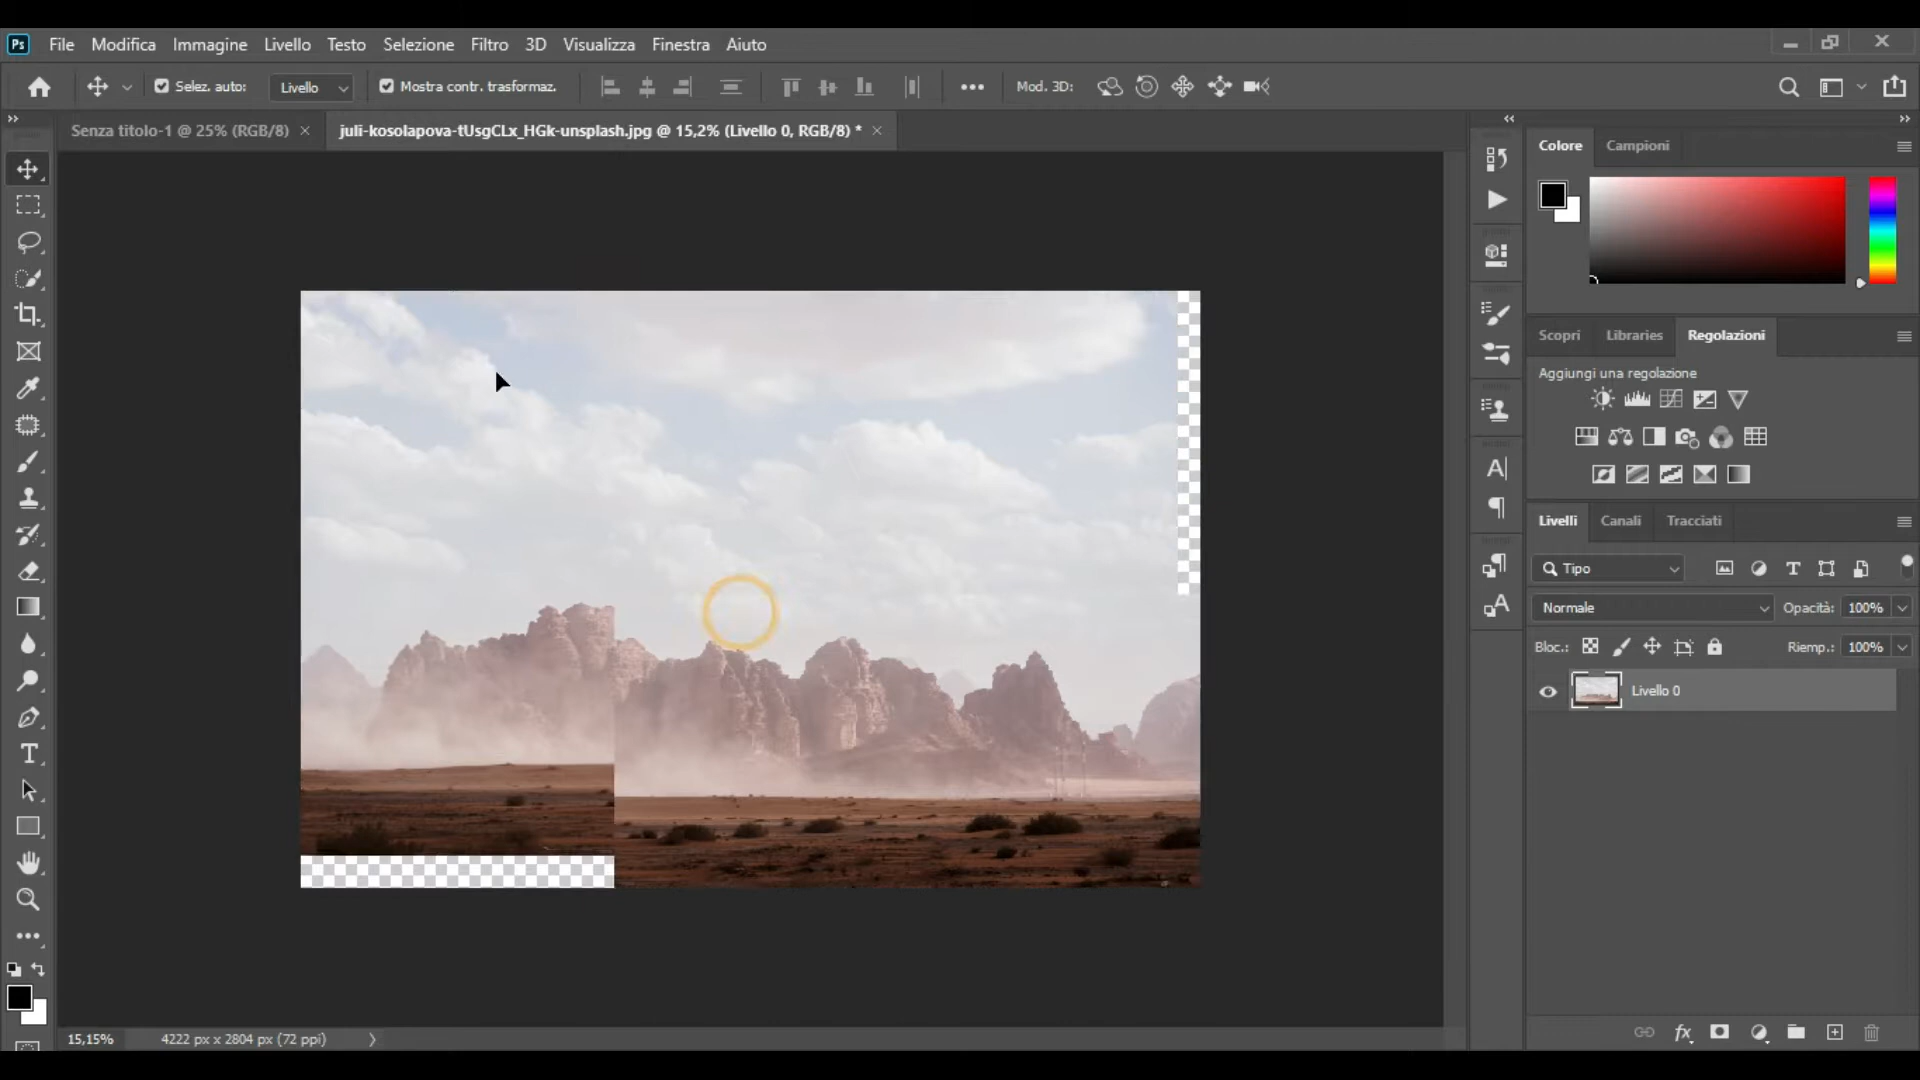 Ps File Modifica Immagine Livello Testo Selezione Filtro 3D Visualizza Finestra Aiuto
Selez. auto: Livello Mostra contr. trasformaz. Mod. 3D:
Senza titolo-1 @ 25% (RGB/8) juli-kosolapova-tUsgCLx_HGk-unsplash.jpg @ 15,2% (Livello 0, RGB/8) *
Colore Campioni
Scopri Libraries Regolazioni
Aggiungi una regolazione
Livelli Canali Tracciati
Tipo
Normale Opacità: 100%
Bloc.: Riemp.: 100%
Livello 0
15,15% 4222 px x 2804 px (72 ppi)